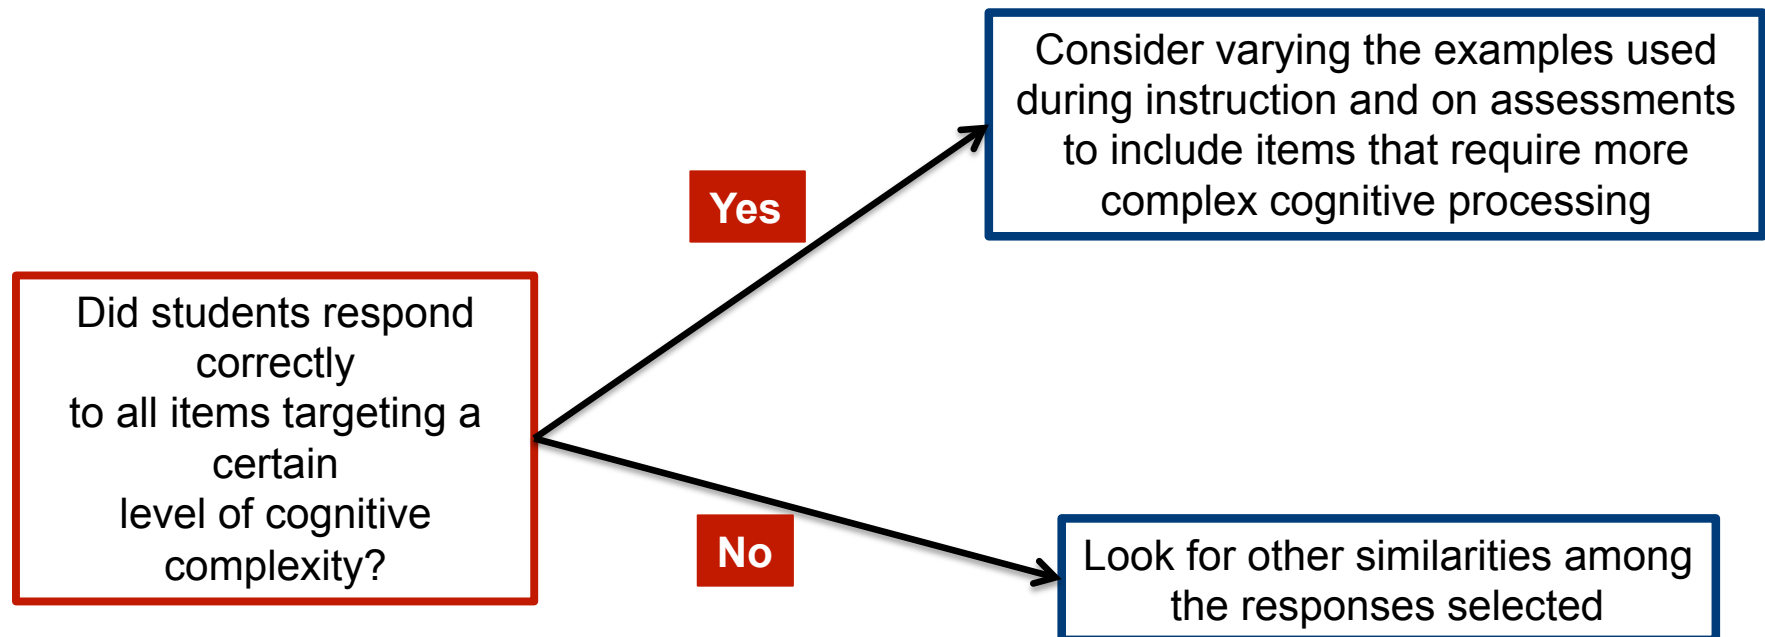 Consider varying the examples used
during instruction and on assessments
to include items that require more
complex cognitive processing
Yes
Did students respond
correctly
to all items targeting a
certain
level of cognitive
complexity?
No
Look for other similarities among
the responses selected